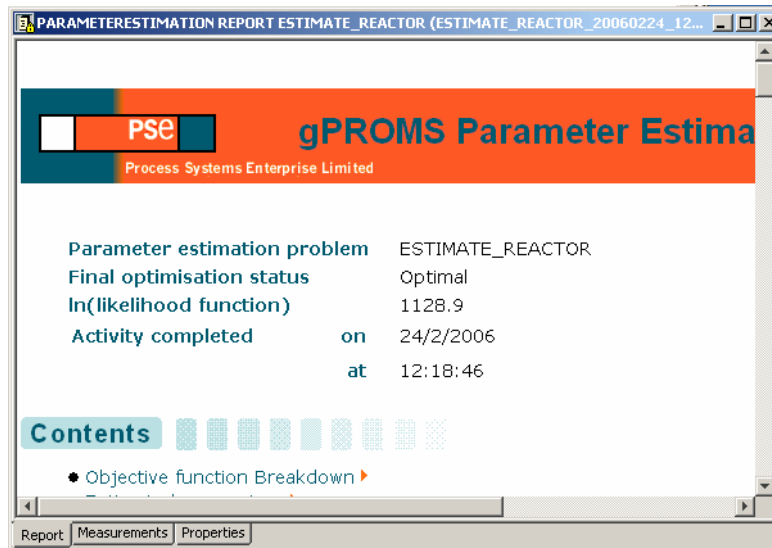 PARAMETERESTIMATION REPORT ESTIMATE_REACTOR (ESTIMATE_REACTOR_20060224_12...
PSe
gPROMS Parameter Estima
Process Systems Enterprise Limited
Parameter estimation problem ESTIMATE_REACTOR
Final optimisation status Optimal
ln(likelihood function) 1128.9
Activity completed on 24/2/2006
at 12:18:46
Contents
Objective function Breakdown
Report Measurements Properties